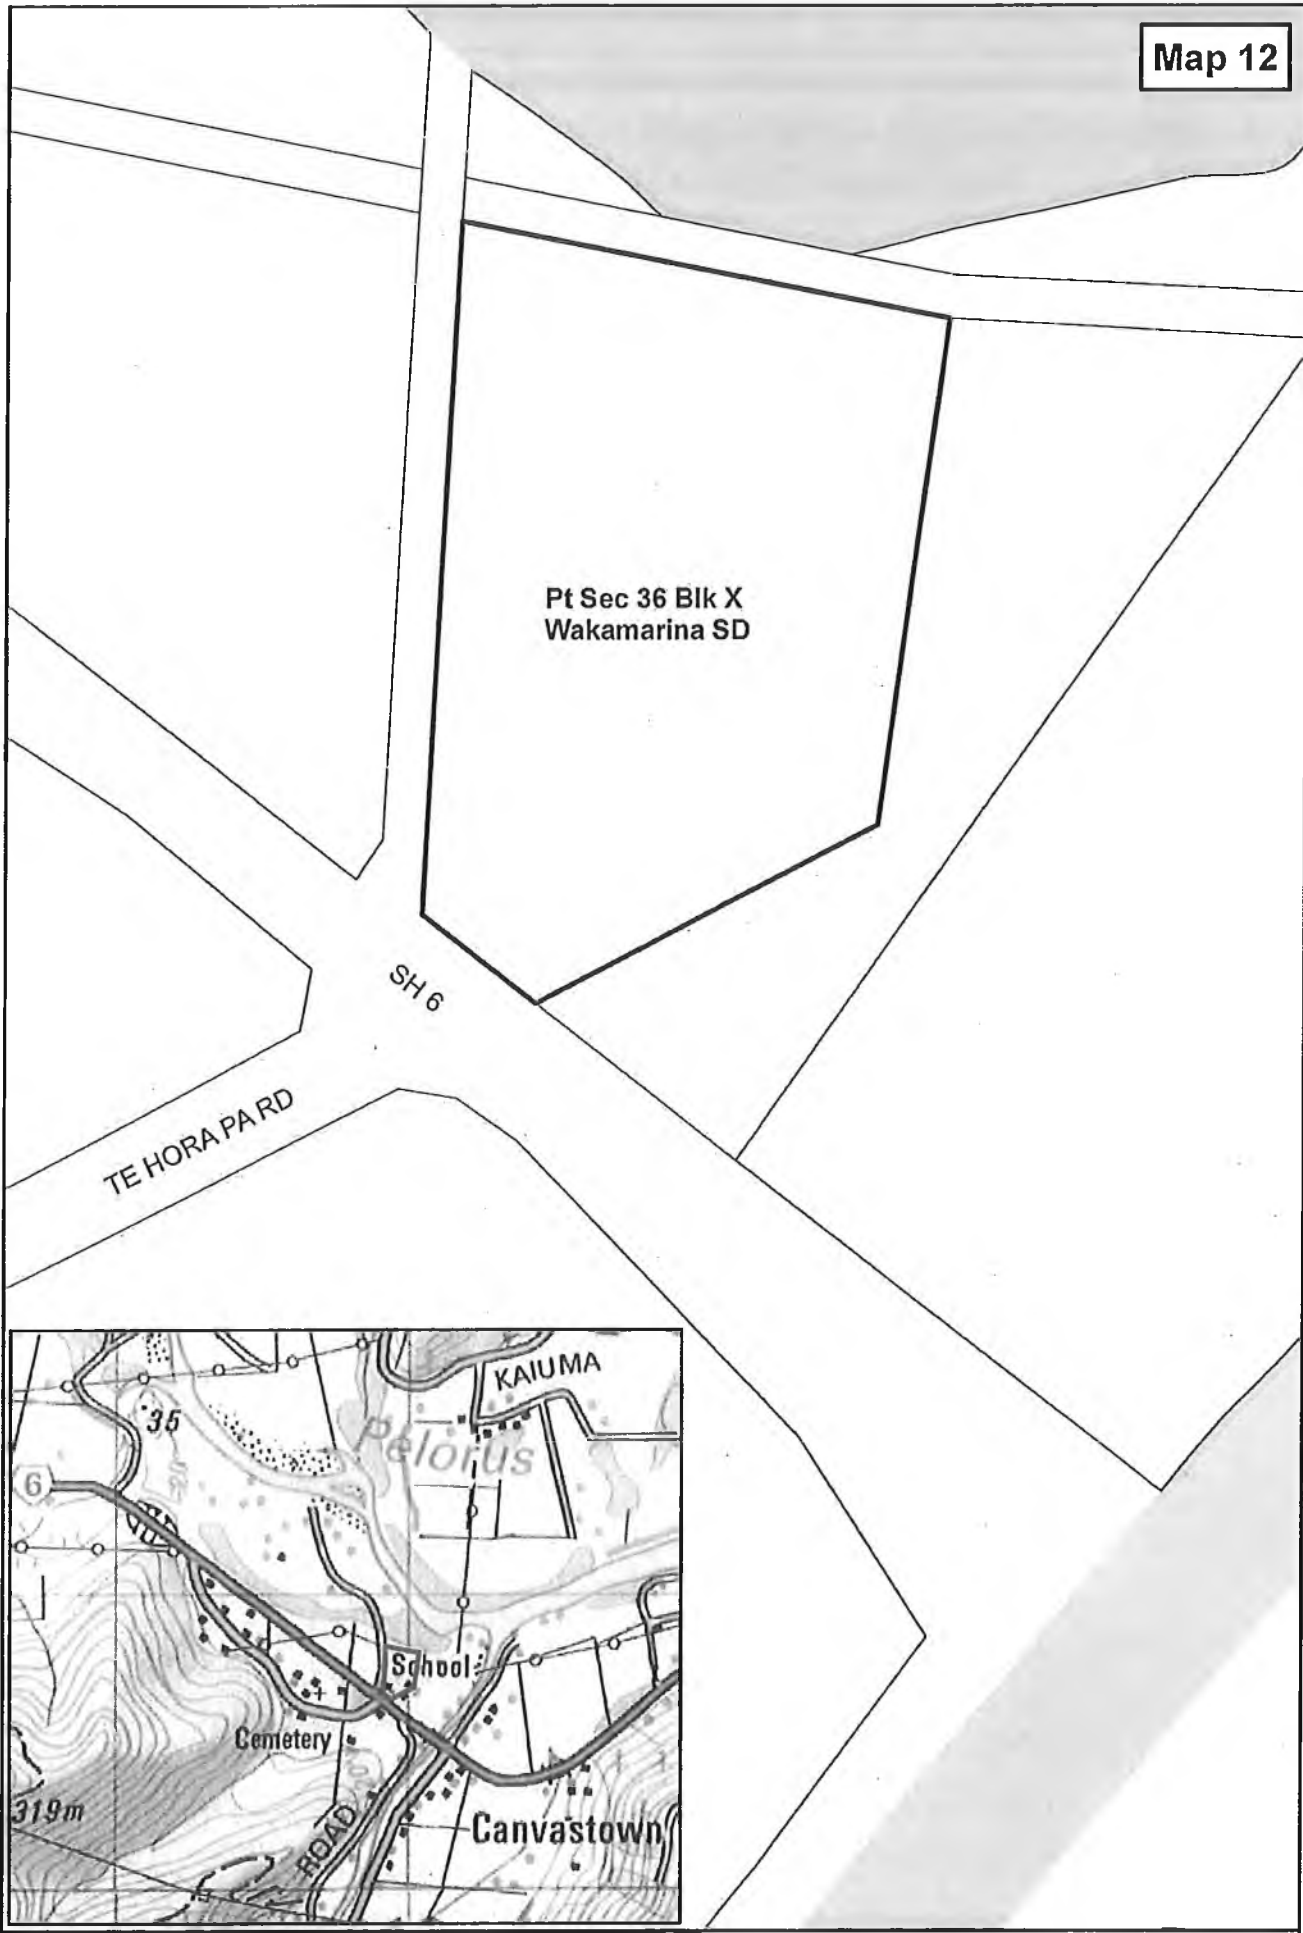 Map 12
Pt Sec 36 Blk X
Wakamarina SD
SH 6
TE HORA PA RD
KAIUMA
35
Pelorus
6
School
Cemetery
319m
ROAD
Canvastown